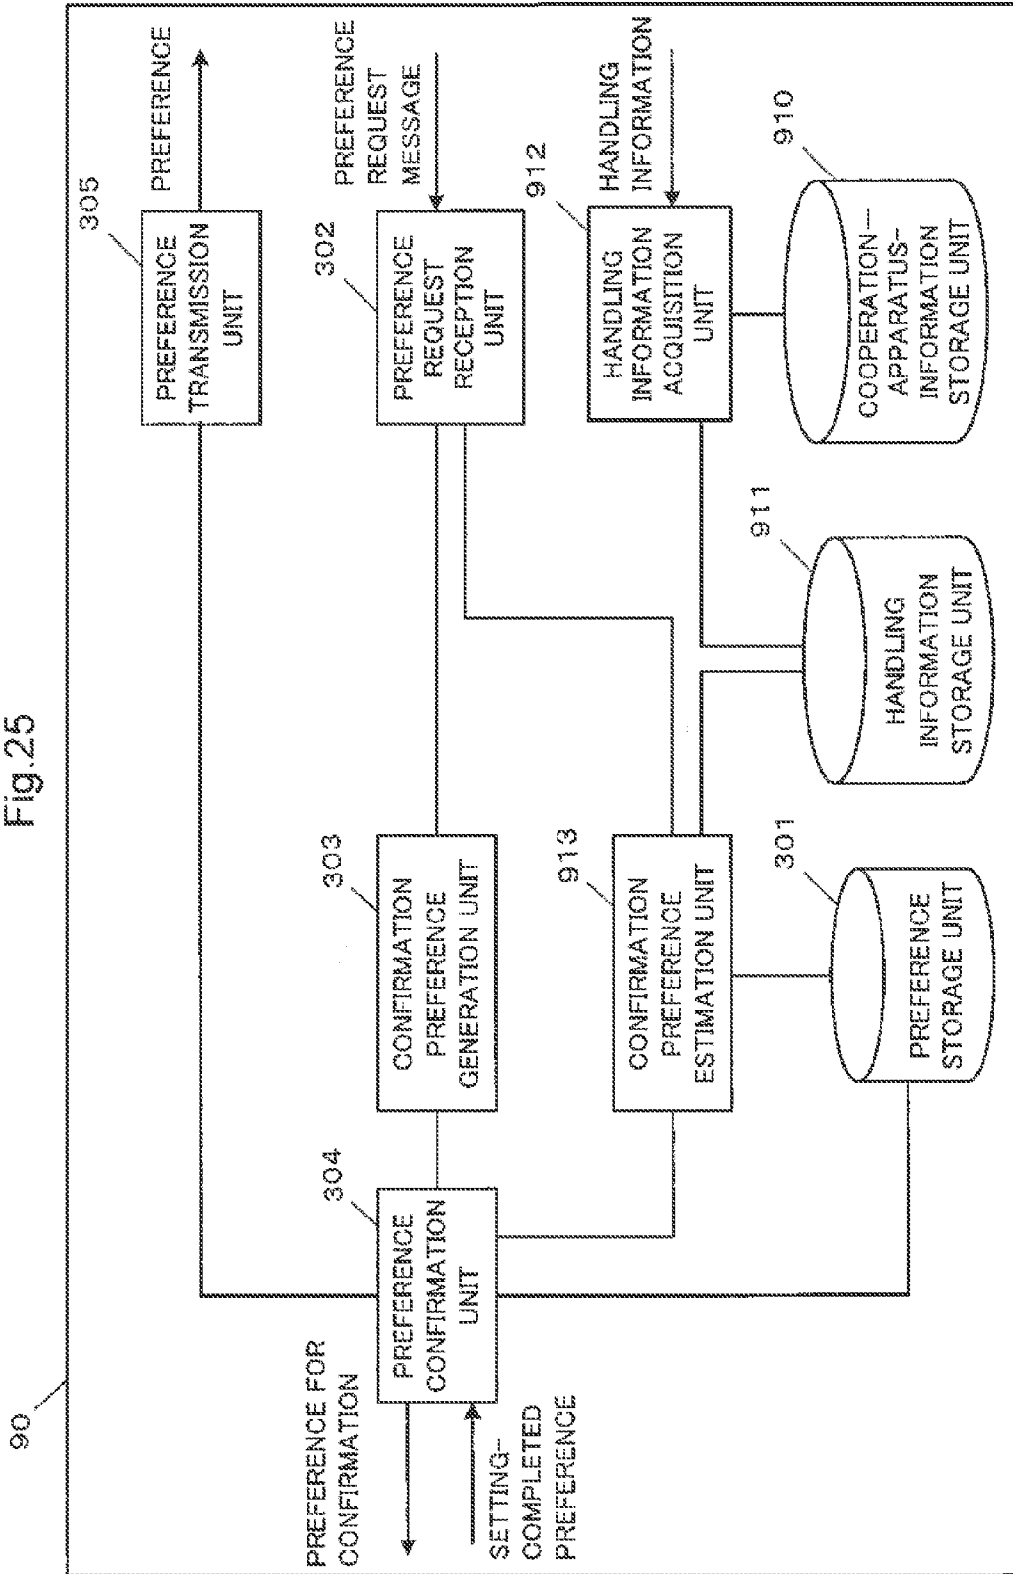 Fig.25
90
305
PREFERENCE
TRANSMISSION
UNIT
PREFERENCE
304
PREFERENCE
CONFIRMATION
UNIT
PREFERENCE FOR
CONFIRMATION
SETTING-
COMPLETED
PREFERENCE
303
CONFIRMATION
PREFERENCE
GENERATION UNIT
302
PREFERENCE
REQUEST
RECEPTION
UNIT
PREFERENCE
REQUEST
MESSAGE
913
CONFIRMATION
PREFERENCE
ESTIMATION UNIT
912
HANDLING
INFORMATION
ACQUISITION
UNIT
HANDLING
INFORMATION
301
PREFERENCE
STORAGE UNIT
911
HANDLING
INFORMATION
STORAGE UNIT
910
COOPERATION-
APPARATUS-
INFORMATION
STORAGE UNIT